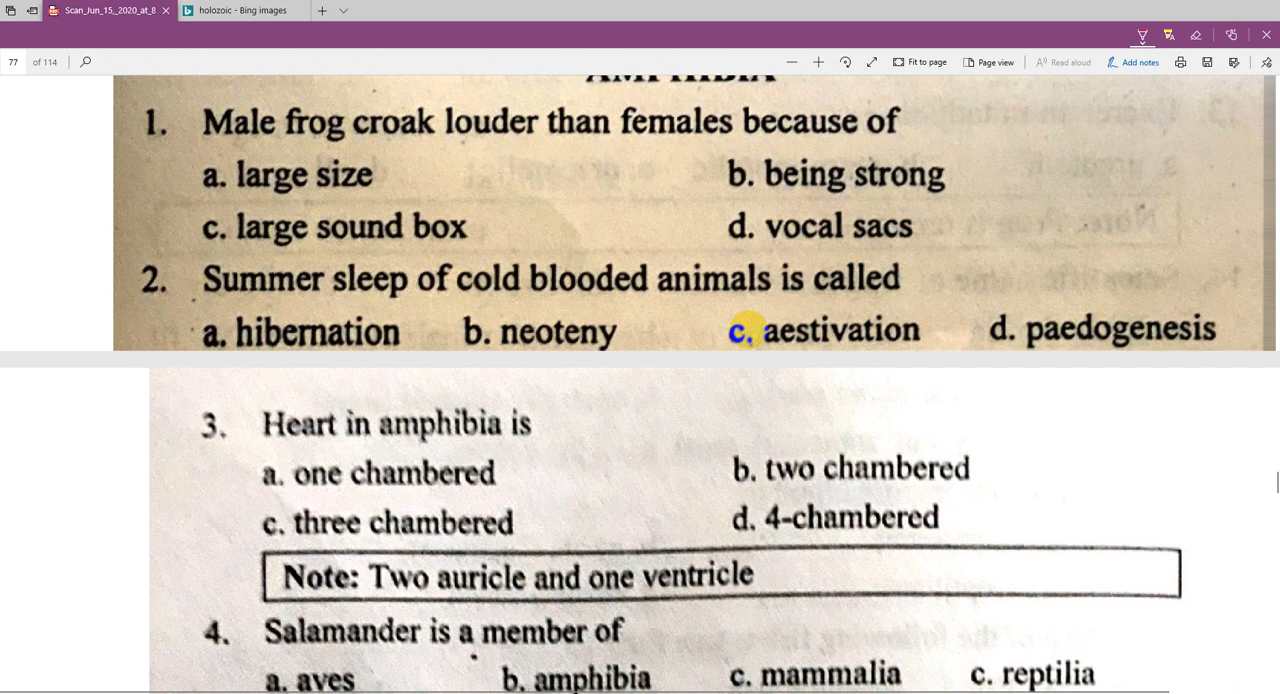 Scan_Jun_15,_2020_at_8
holozoic - Bing images
77 of 114
Fit to page
Page view
Read aloud
Add notes
AMPHIBIA
1. Male frog croak louder than females because of
a. large size b. being strong
c. large sound box d. vocal sacs
2. Summer sleep of cold blooded animals is called
a. hibernation b. neoteny c. aestivation d. paedogenesis
3. Heart in amphibia is
a. one chambered b. two chambered
c. three chambered d. 4-chambered
Note: Two auricle and one ventricle
4. Salamander is a member of
a. aves b. amphibia c. mammalia c. reptilia